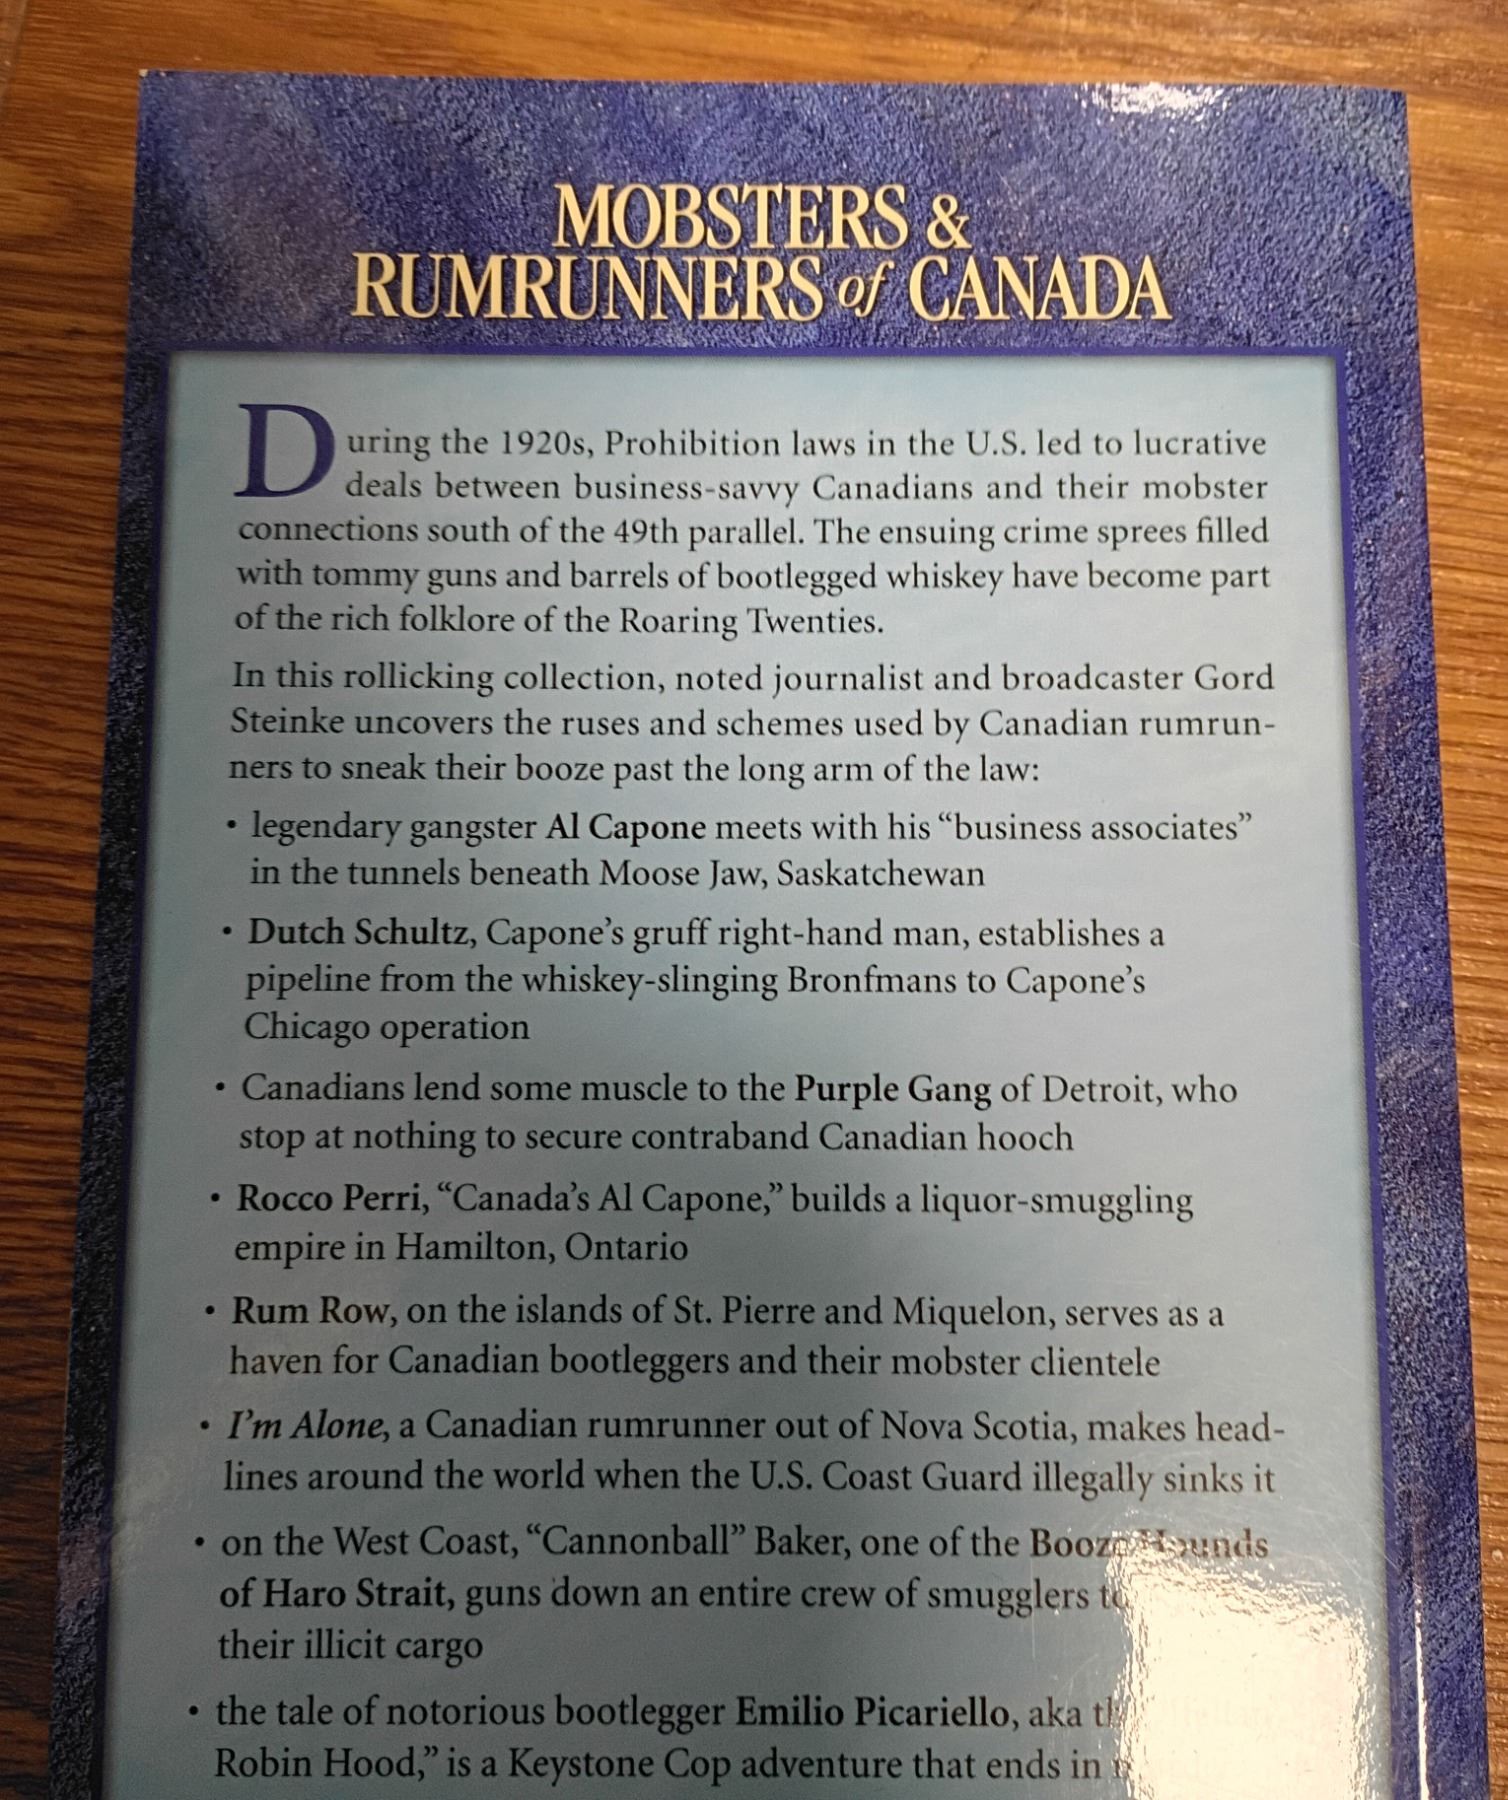 MOBSTERS &
RUMRUNNERS of CANADA
During the 1920s, Prohibition laws in the U.S. led to lucrative
deals between business-savvy Canadians and their mobster
connections south of the 49th parallel. The ensuing crime sprees filled
with tommy guns and barrels of bootlegged whiskey have become part
of the rich folklore of the Roaring Twenties.
In this rollicking collection, noted journalist and broadcaster Gord
Steinke uncovers the ruses and schemes used by Canadian rumrun-
ners to sneak their booze past the long arm of the law:
• legendary gangster Al Capone meets with his “business associates”
in the tunnels beneath Moose Jaw, Saskatchewan
• Dutch Schultz, Capone’s gruff right-hand man, establishes a
pipeline from the whiskey-slinging Bronfmans to Capone’s
Chicago operation
• Canadians lend some muscle to the Purple Gang of Detroit, who
stop at nothing to secure contraband Canadian hooch
• Rocco Perri, “Canada’s Al Capone,” builds a liquor-smuggling
empire in Hamilton, Ontario
• Rum Row, on the islands of St. Pierre and Miquelon, serves as a
haven for Canadian bootleggers and their mobster clientele
• I’m Alone, a Canadian rumrunner out of Nova Scotia, makes head-
lines around the world when the U.S. Coast Guard illegally sinks it
• on the West Coast, “Cannonball” Baker, one of the Booze Hounds
of Haro Strait, guns down an entire crew of smugglers
their illicit cargo
• the tale of notorious bootlegger Emilio Picariello, aka
Robin Hood,” is a Keystone Cop adventure that ends in